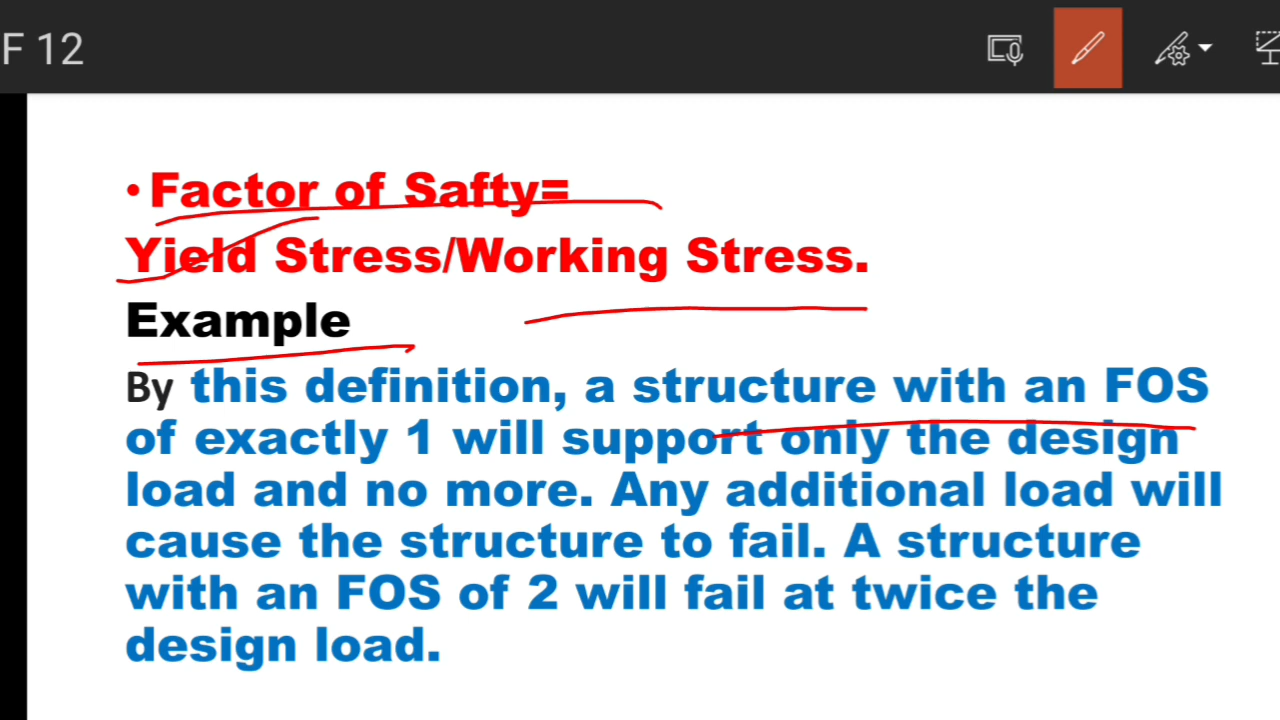 F 12
• Factor of Safty=
Yield Stress/Working Stress.
Example
By this definition, a structure with an FOS
of exactly 1 will support only the design
load and no more. Any additional load will
cause the structure to fail. A structure
with an FOS of 2 will fail at twice the
design load.